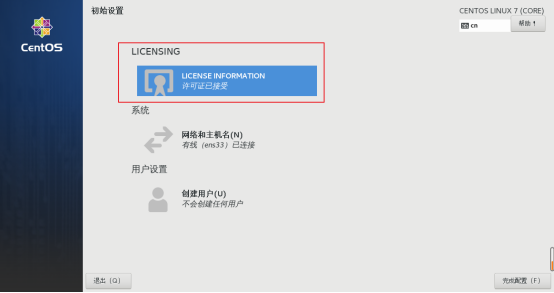 初始设置
CENTOS LINUX 7 (CORE)
cn
帮助！
CentOS
LICENSING
LICENSE INFORMATION
许可证已接受
系统
网络和主机名(N)
有线（ens33）已连接
用户设置
创建用户(U)
不会创建任何用户
退出（Q）
完成配置（F）